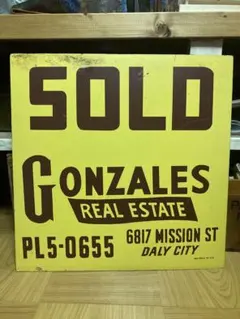 SOLD
GONZALES
REAL ESTATE
PL5-0655
6817 MISSION ST
DALY CITY